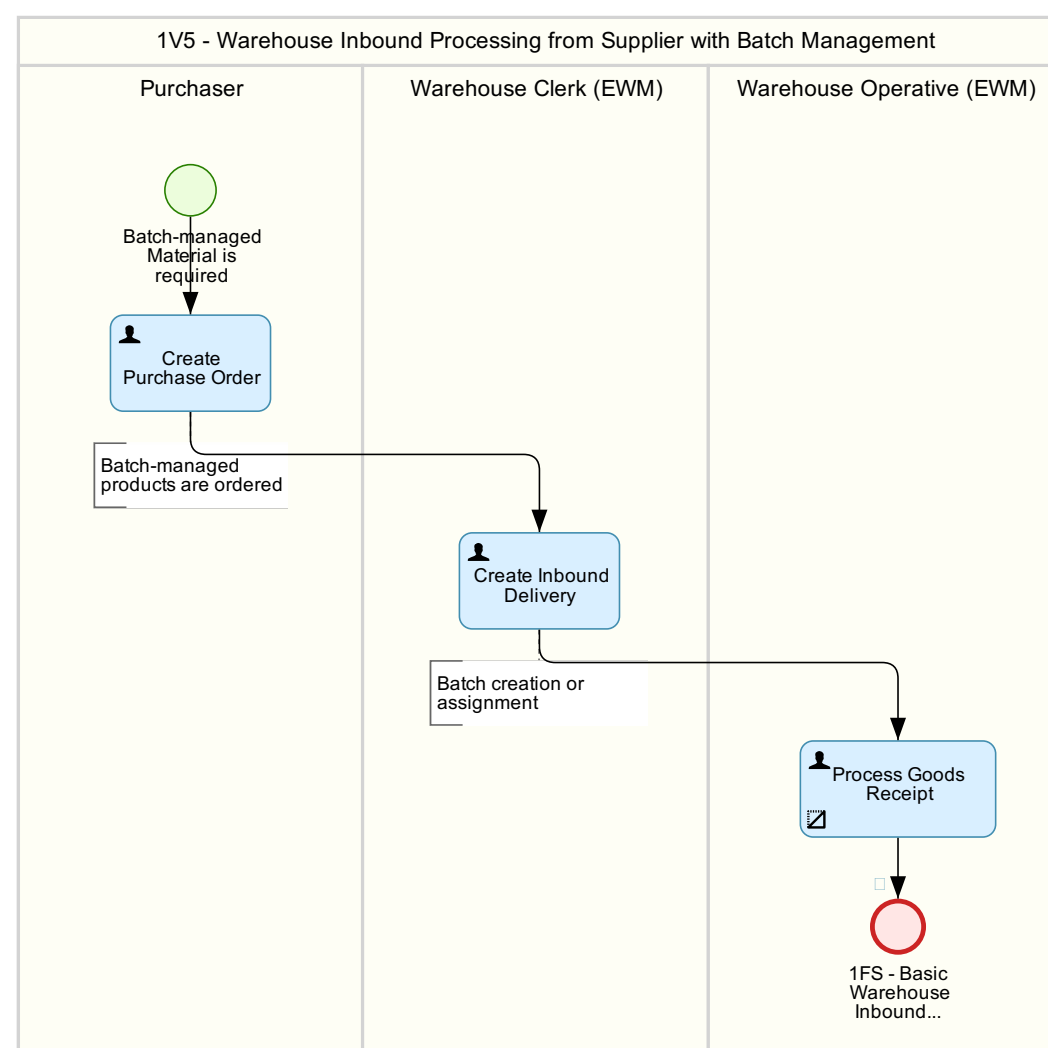 1V5 - Warehouse Inbound Processing from Supplier with Batch Management
Purchaser
Warehouse Clerk (EWM)
Warehouse Operative (EWM)
Batch-managed
Material is
required
Create
Purchase Order
Batch-managed
products are ordered
Create Inbound
Delivery
Batch creation or
assignment
Process Goods
Receipt
1FS - Basic
Warehouse
Inbound...